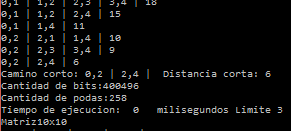 0,1 | 1,2 | 2,3 | 3,4 | 18
0,1 | 1,2 | 2,4 | 15
0,1 | 1,4 | 11
0,2 | 2,1 | 1,4 | 10
0,2 | 2,3 | 3,4 | 9
0,2 | 2,4 | 6
Camino corto: 0,2 | 2,4 |  Distancia corta: 6
Cantidad de bits:400496
Cantidad de podas:258
Tiempo de ejecucion:  0   milisegundos Limite 3
Matriz10x10